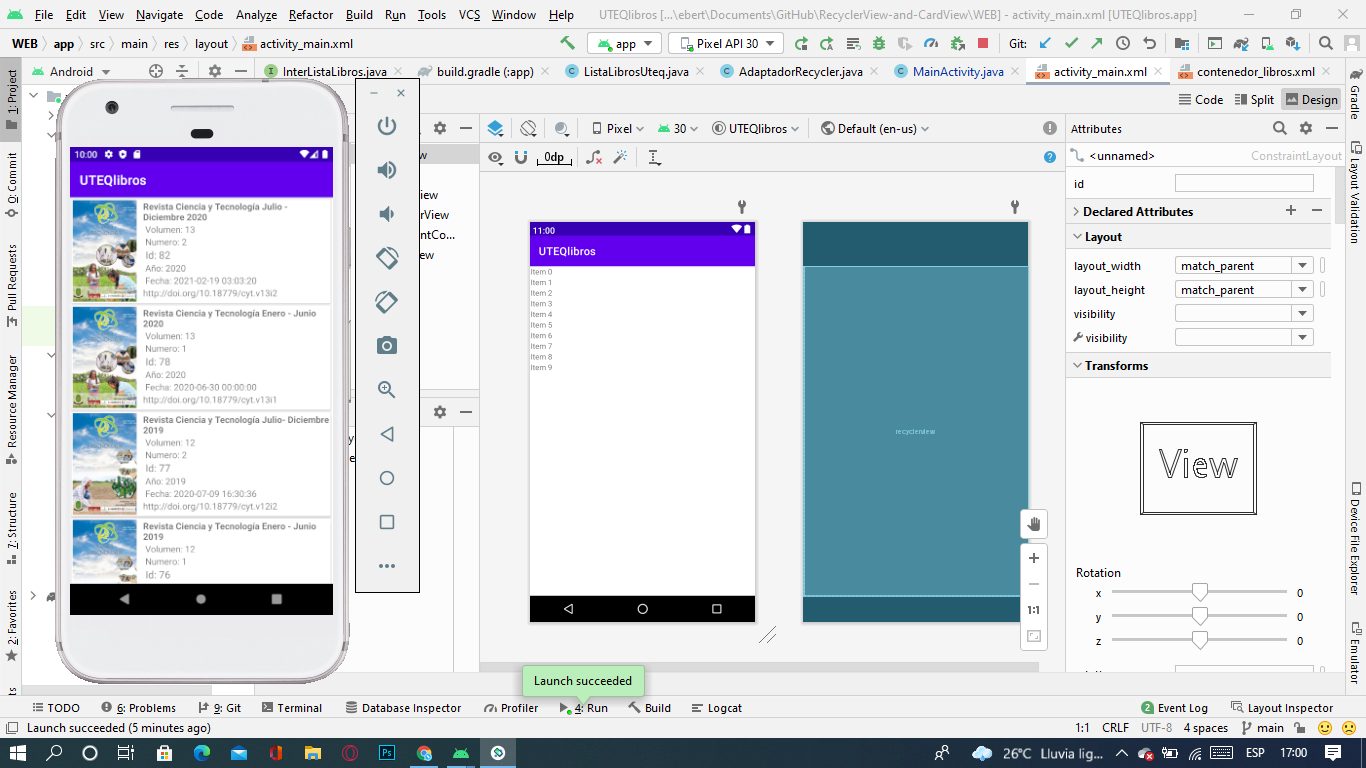 File Edit View Navigate Code Analyze Refactor Build Run Tools VCS Window Help UTEQlibros [...\ebert\Documents\GitHub\RecyclerView-and-CardView\WEB] - activity_main.xml [UTEQlibros.app]
WEB app src main res layout activity_main.xml
app Pixel API 30 Git:
Android
InterListaLibros.java build.gradle (:app) ListaLibrosUteq.java AdaptadorRecycler.java MainActivity.java activity_main.xml contenedor_libros.xml
Code Split Design
1: Project
0: Commit
Pull Requests
Resource Manager
7: Structure
2: Favorites
10:00
UTEQlibros
Revista Ciencia y Tecnología Julio -
Diciembre 2020
Volumen: 13
Numero: 2
Id: 82
Año: 2020
Fecha: 2021-02-19 03:03:20
http://doi.org/10.18779/cyt.v13i2
Revista Ciencia y Tecnología Enero - Junio
2020
Volumen: 13
Numero: 1
Id: 78
Año: 2020
Fecha: 2020-06-30 00:00:00
http://doi.org/10.18779/cyt.v13i1
Revista Ciencia y Tecnología Julio- Diciembre
2019
Volumen: 12
Numero: 2
Id: 77
Año: 2019
Fecha: 2020-07-09 16:30:36
http://doi.org/10.18779/cyt.v12i2
Revista Ciencia y Tecnología Enero - Junio
2019
Volumen: 12
Numero: 1
Id: 76
Pixel 30 UTEQlibros Default (en-us)
0dp
11:00
UTEQlibros
Item 0
Item 1
Item 2
Item 3
Item 4
Item 5
Item 6
Item 7
Item 8
Item 9
recyclerview
1:1
Attributes
<unnamed> ConstraintLayout
id
Declared Attributes
Layout
layout_width match_parent
layout_height match_parent
visibility
visibility
Transforms
View
Rotation
x 0
y 0
z 0
Gradle
Layout Validation
Device File Explorer
Emulator
Launch succeeded
TODO 6: Problems 9: Git Terminal Database Inspector Profiler 4: Run Build Logcat 2 Event Log Layout Inspector
Launch succeeded (5 minutes ago) 1:1 CRLF UTF-8 4 spaces main
26°C Lluvia lig... ESP 17:00